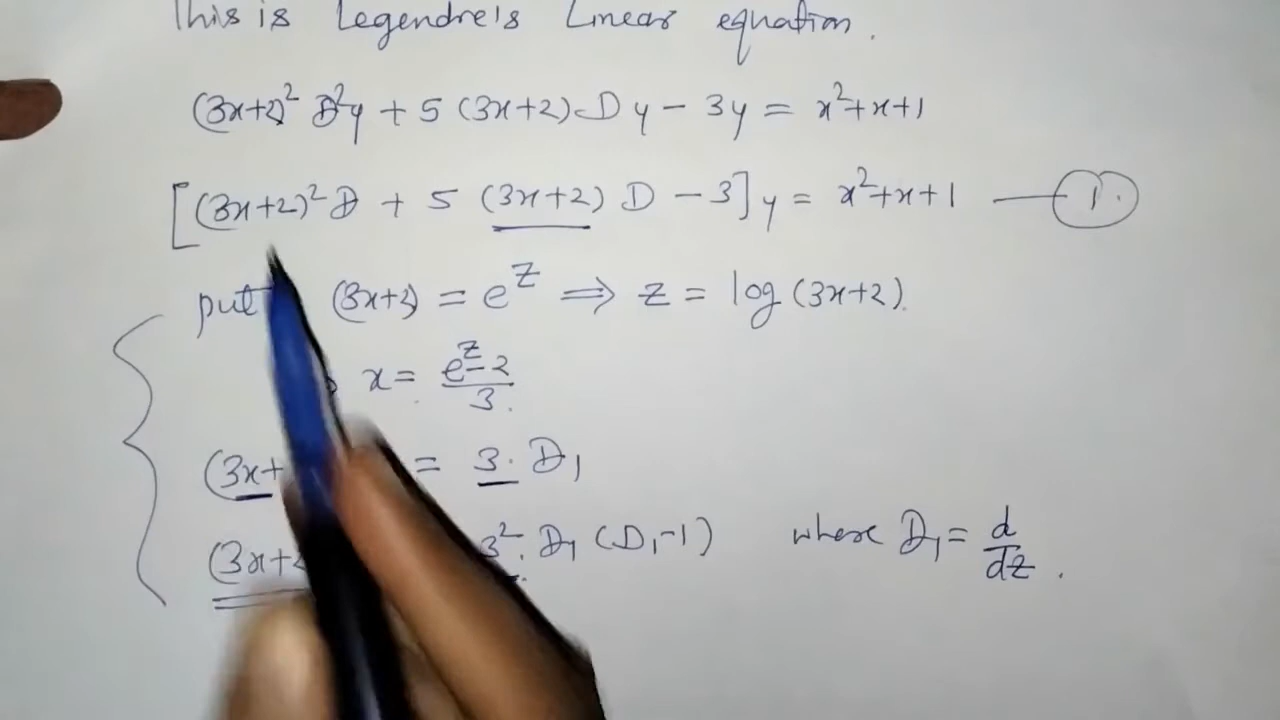 This is Legendre's Linear equation.
(3x+2)² D²y + 5 (3x+2) D y − 3y = x²+x+1
[(3x+2)² D + 5 (3x+2) D − 3] y = x²+x+1 — 1.
put (3x+2) = e^z ⇒ z = log (3x+2).
x = (e^z − 2)/3.
(3x+ = 3. D₁
(3x+2 3². D₁ (D₁-1) where D₁ = d/dz .